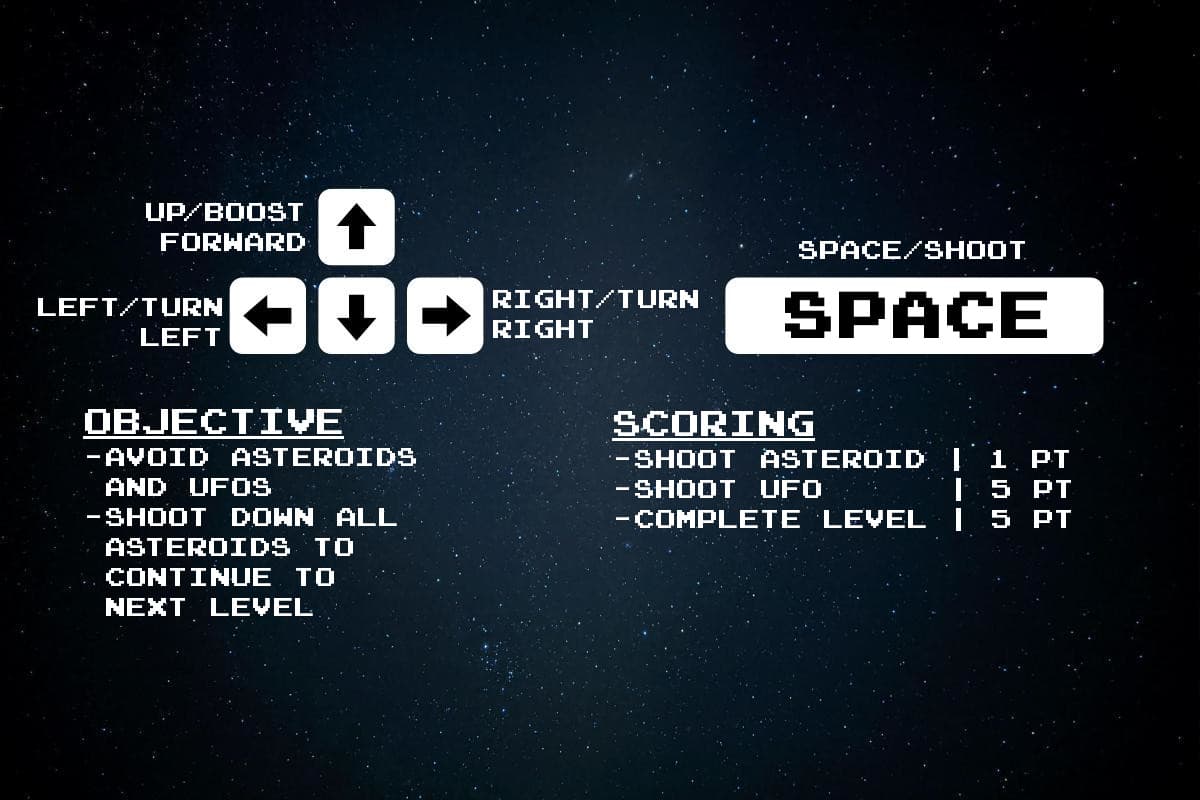 UP/BOOST
FORWARD
LEFT/TURN
LEFT
RIGHT/TURN
RIGHT
SPACE/SHOOT
SPACE
OBJECTIVE
-AVOID ASTEROIDS
AND UFOS
-SHOOT DOWN ALL
ASTEROIDS TO
CONTINUE TO
NEXT LEVEL
SCORING
-SHOOT ASTEROID | 1 PT
-SHOOT UFO | 5 PT
-COMPLETE LEVEL | 5 PT